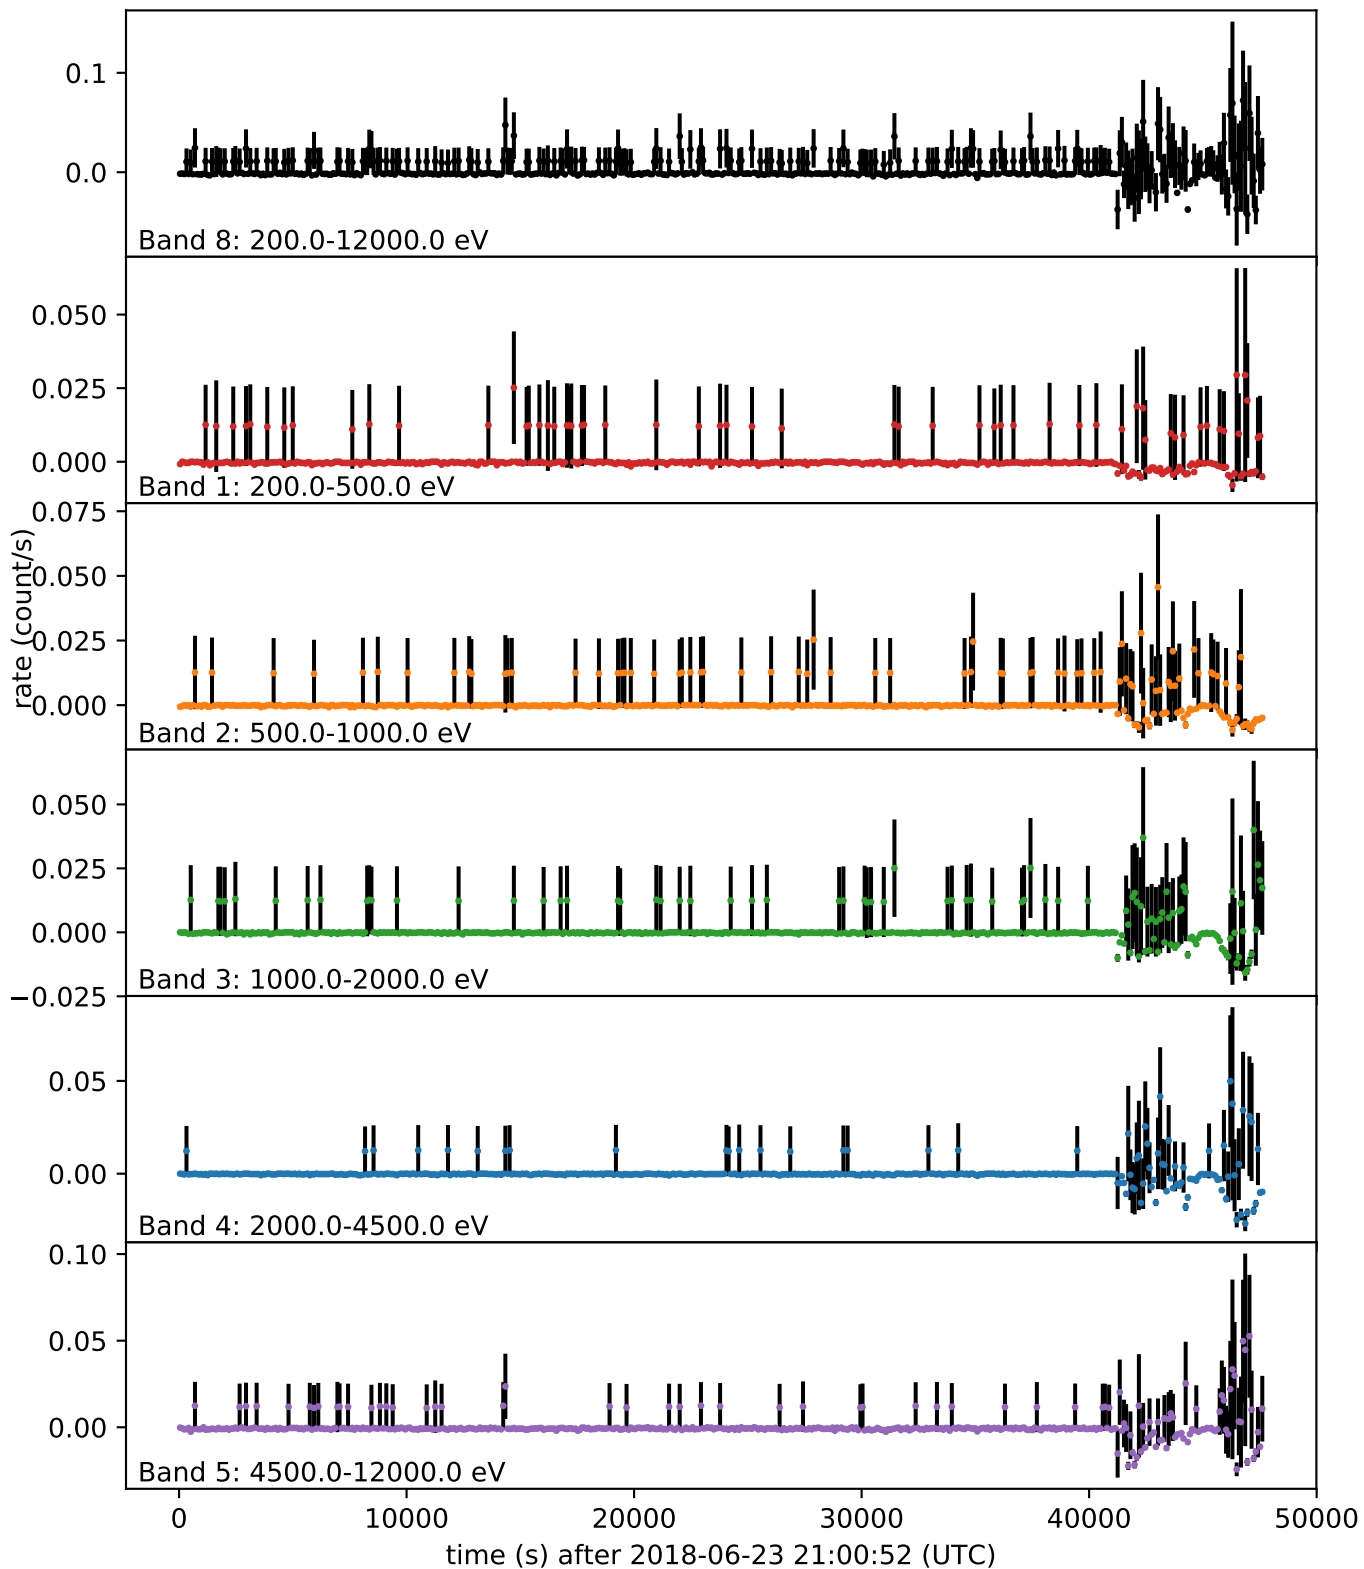 0.1
0.0
Band 8: 200.0-12000.0 eV
0.050
0.025
0.000
Band 1: 200.0-500.0 eV
0.075
0.050
0.025
0.000
rate (count/s)
Band 2: 500.0-1000.0 eV
0.050
0.025
0.000
−0.025
Band 3: 1000.0-2000.0 eV
0.05
0.00
Band 4: 2000.0-4500.0 eV
0.10
0.05
0.00
Band 5: 4500.0-12000.0 eV
0 10000 20000 30000 40000 50000
time (s) after 2018-06-23 21:00:52 (UTC)